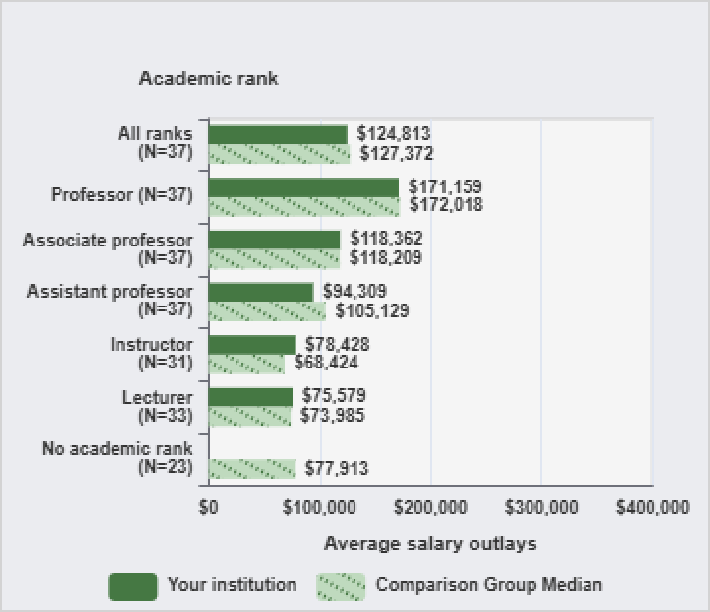 Academic rank
All ranks
(N=37)
$124,813
$127,372
Professor (N=37)
$171,159
$172,018
Associate professor
(N=37)
$118,362
$118,209
Assistant professor
(N=37)
$94,309
$105,129
Instructor
(N=31)
$78,428
$68,424
Lecturer
(N=33)
$75,579
$73,985
No academic rank
(N=23)
$77,913
$0 $100,000 $200,000 $300,000 $400,000
Average salary outlays
Your institution Comparison Group Median